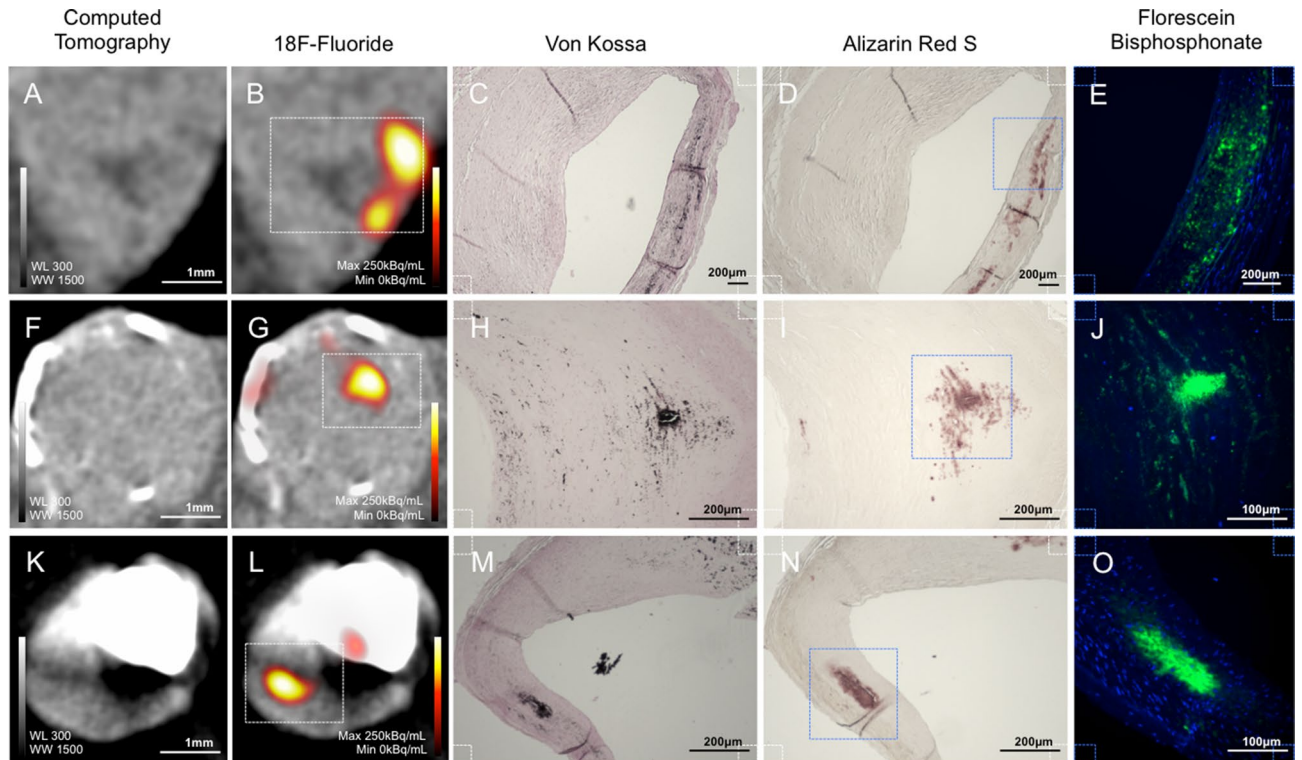 Computed
Tomography
18F-Fluoride
Von Kossa
Alizarin Red S
Florescein
Bisphosphonate
A
WL 300
WW 1500
1mm
B
Max 250kBq/mL
Min 0kBq/mL
C
200µm
D
200µm
E
200µm
F
WL 300
WW 1500
1mm
G
Max 250kBq/mL
Min 0kBq/mL
H
200µm
I
200µm
J
100µm
K
WL 300
WW 1500
1mm
L
Max 250kBq/mL
Min 0kBq/mL
M
200µm
N
200µm
O
100µm